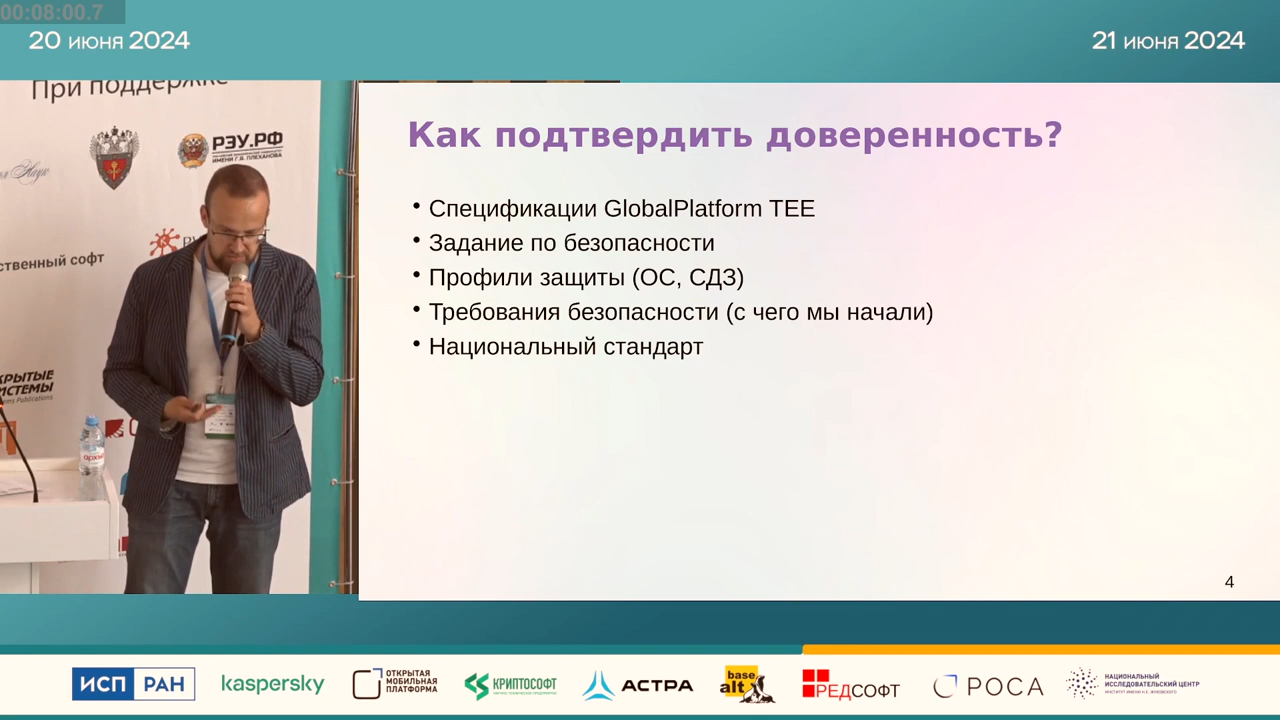 00:08:00.7
20 июня 2024
21 июня 2024
При поддержке
РЭУ.РФ
ИМЕНИ Г.В. ПЛЕХАНОВА
Как подтвердить доверенность?
• Спецификации GlobalPlatform TEE
• Задание по безопасности
• Профили защиты (ОС, СДЗ)
• Требования безопасности (с чего мы начали)
• Национальный стандарт
4
ИСП РАН
kaspersky
ОТКРЫТАЯ
МОБИЛЬНАЯ
ПЛАТФОРМА
КРИПТОСОФТ
АСТРА
base
alt
РЕДСОФТ
РОСА
НАЦИОНАЛЬНЫЙ
ИССЛЕДОВАТЕЛЬСКИЙ ЦЕНТР